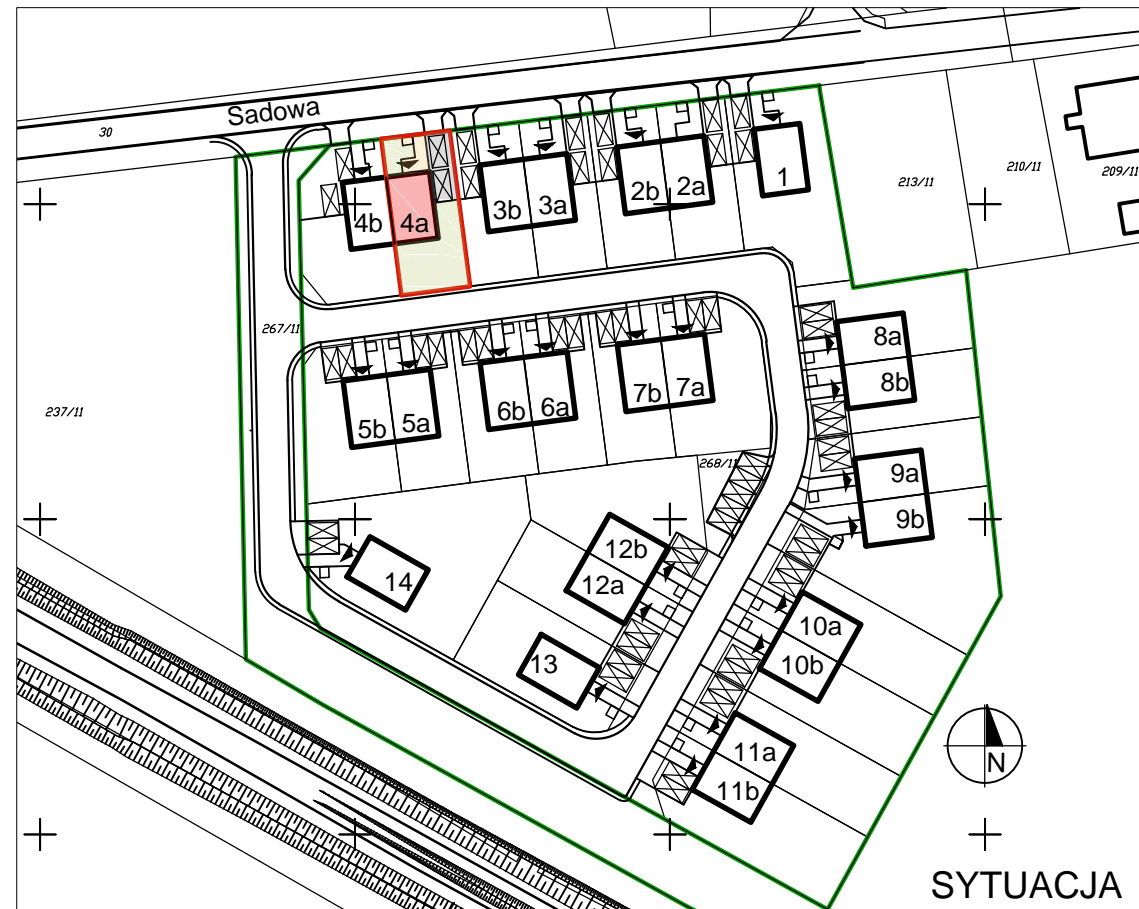 Sadowa
30
1
2a
2b
3a
3b
4a
4b
213/11
210/11
209/11
267/11
237/11
5b
5a
6b
6a
7b
7a
8a
8b
268/11
9a
9b
12b
12a
14
13
10a
10b
11a
11b
N
SYTUACJA